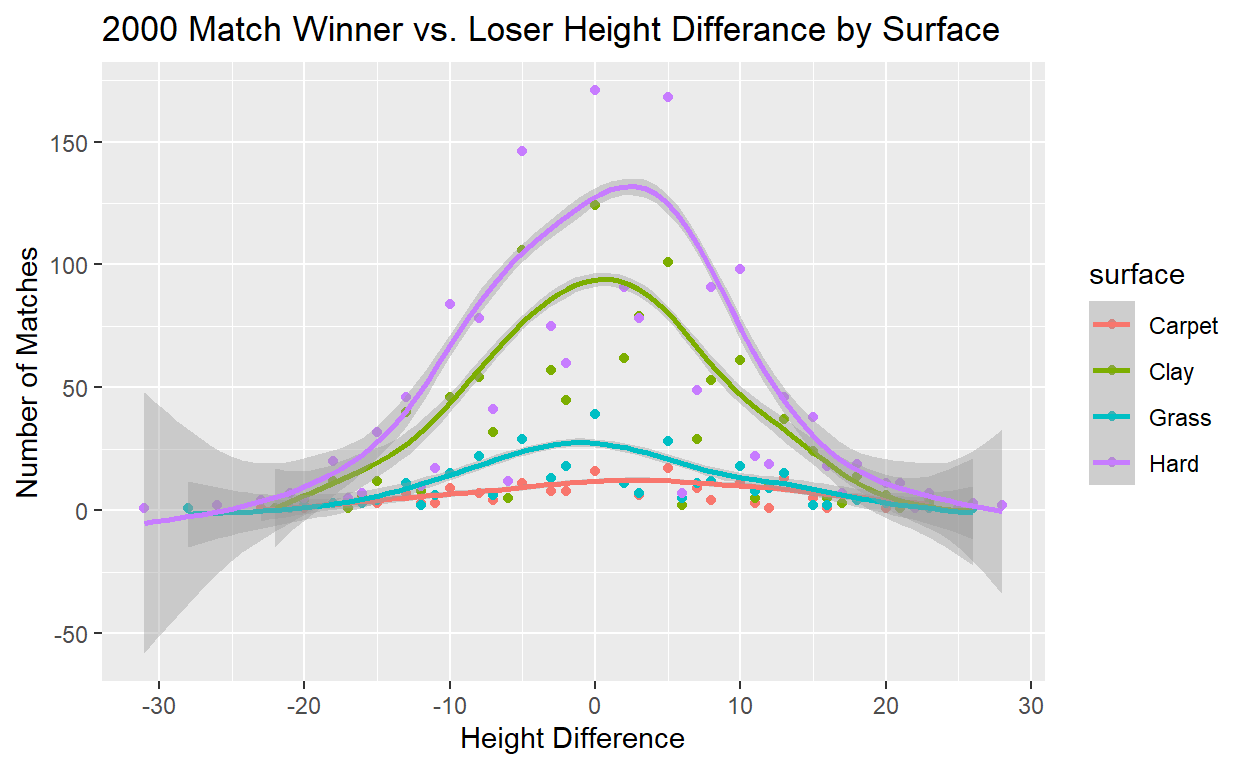 2000 Match Winner vs. Loser Height Differance by Surface
Number of Matches
150
100
50
0
-50
-30
-20
-10
0
10
20
30
Height Difference
surface
Carpet
Clay
Grass
Hard